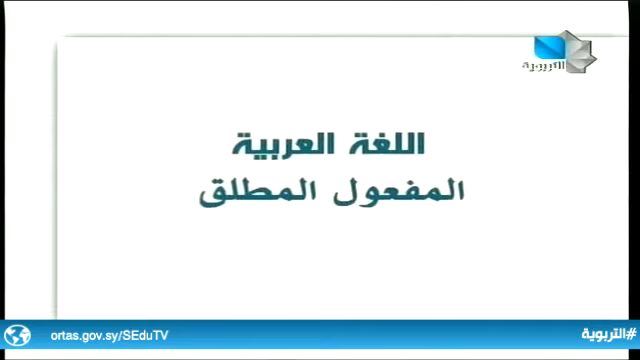 التربوية
اللغة العربية
المفعول المطلق
ortas.gov.sy/SEduTV
#التربوية